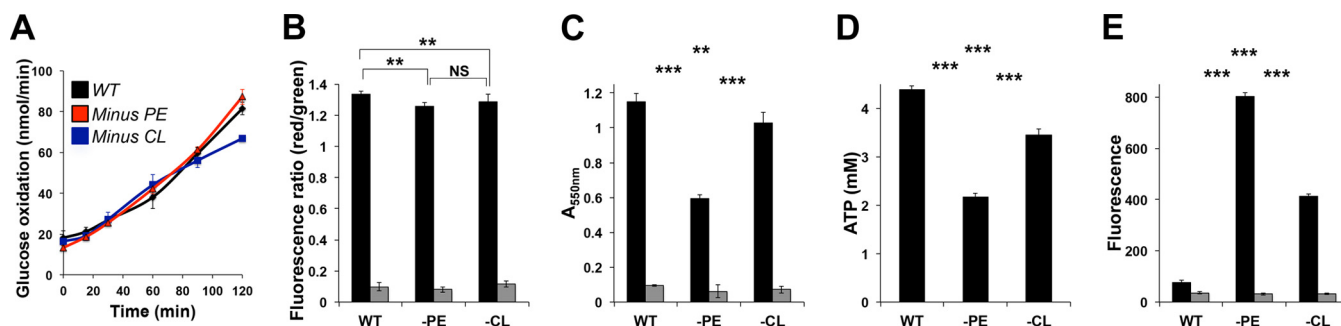 A
Glucose oxidation (nmol/min)
100
80
60
40
20
0
WT
Minus PE
Minus CL
0 20 40 60 80 100 120
Time (min)
B
Fluorescence ratio (red/green)
1.4
1.2
1
0.8
0.6
0.4
0.2
0
**
**
NS
WT -PE -CL
C
A550nm
1.2
1
0.8
0.6
0.4
0.2
0
**
*** ***
WT -PE -CL
D
ATP (mM)
4
3
2
1
0
***
*** ***
WT -PE -CL
E
Fluorescence
800
600
400
200
0
***
*** ***
WT -PE -CL